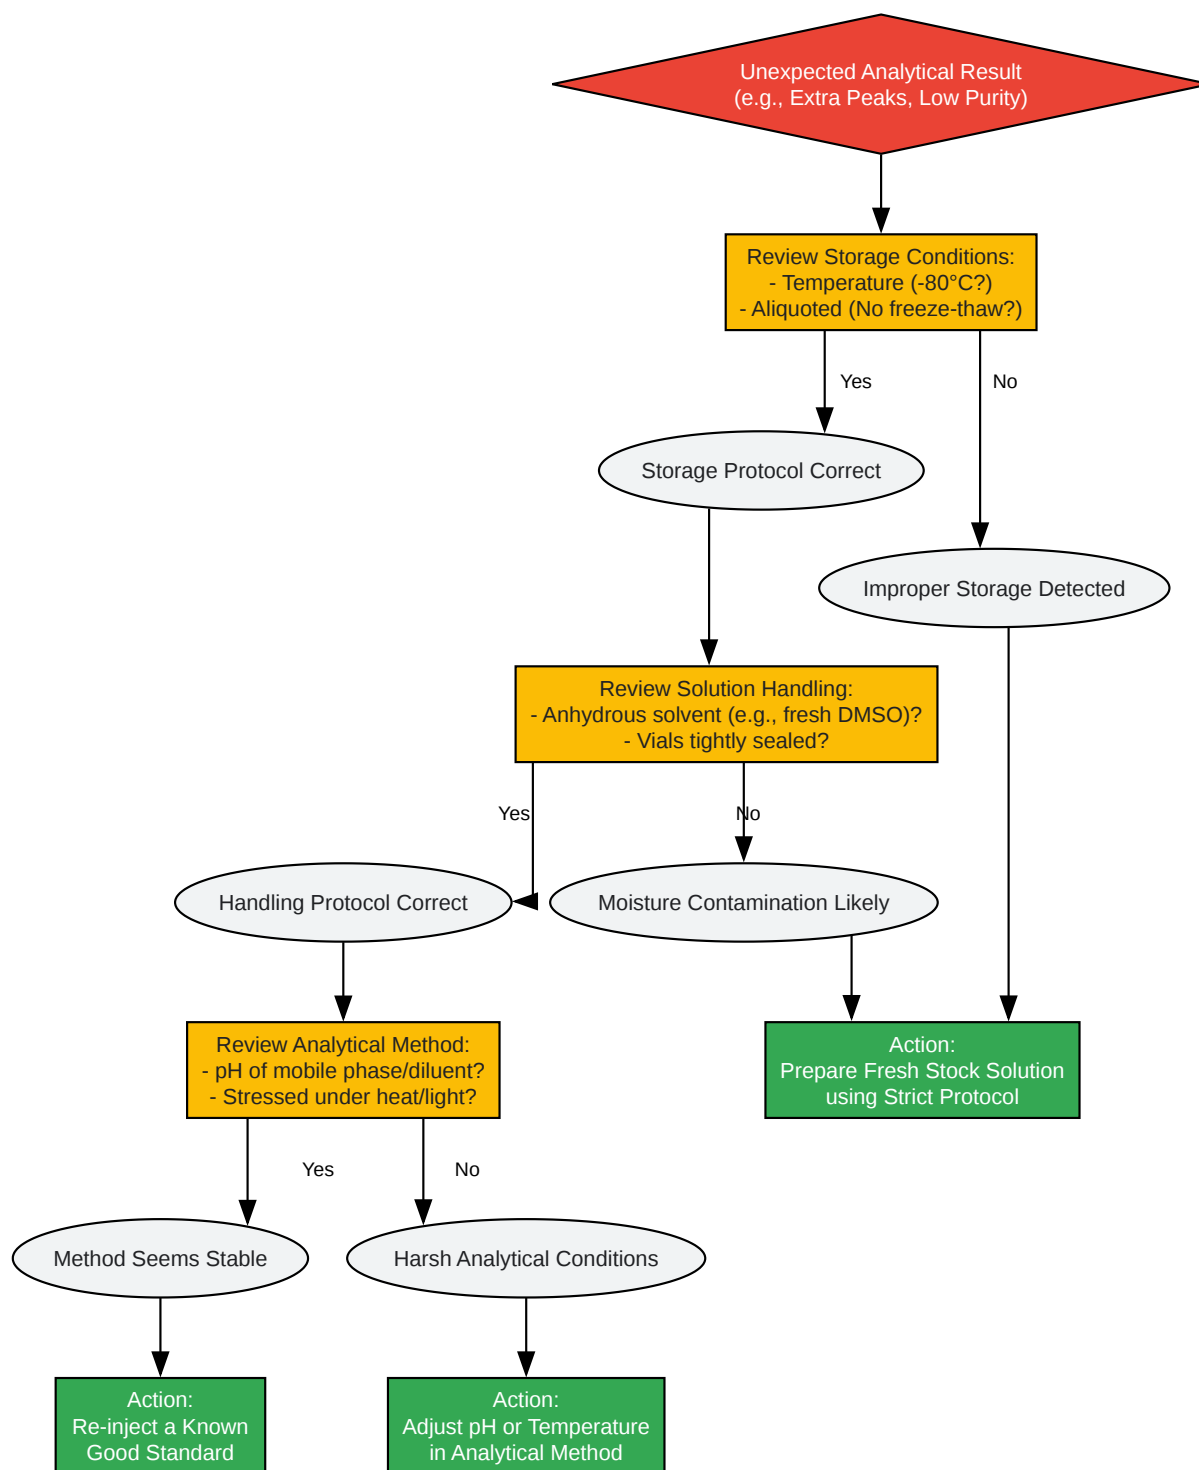 Unexpected Analytical Result
(e.g., Extra Peaks, Low Purity)
Review Storage Conditions:
- Temperature (-80°C?)
- Aliquoted (No freeze-thaw?)
Yes
No
Storage Protocol Correct
Improper Storage Detected
Review Solution Handling:
- Anhydrous solvent (e.g., fresh DMSO)?
- Vials tightly sealed?
Yes
No
Handling Protocol Correct
Moisture Contamination Likely
Review Analytical Method:
- pH of mobile phase/diluent?
- Stressed under heat/light?
Action:
Prepare Fresh Stock Solution
using Strict Protocol
Yes
No
Method Seems Stable
Harsh Analytical Conditions
Action:
Re-inject a Known
Good Standard
Action:
Adjust pH or Temperature
in Analytical Method